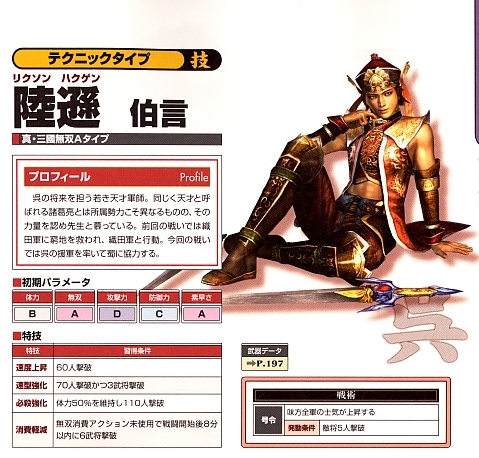 テクニックタイプ 技
リクソン ハクゲン
陸遜 伯言
■真・三國無双Aタイプ
プロフィール Profile
呉の将来を担う若き天才軍師。同じく天才と呼
ばれる諸葛亮とは所属勢力こそ異なるものの、その
力量を認め先生と慕っている。前回の戦いでは織
田軍に窮地を救われ、織田軍と行動。今回の戦い
では呉の援軍を率いて蜀に協力する。
■初期パラメータ
体力 無双 攻撃力 防御力 素早さ
B A D C A
■特技
特技 習得条件
速度上昇 60人撃破
速型強化 70人撃破かつ3武将撃破
必殺強化 体力50%を維持し110人撃破
消費軽減 無双消費アクション未使用で戦闘開始後8分
以内に6武将撃破
呉
武器データ
⇒P.197
戦術
号令 味方全軍の士気が上昇する
発動条件 敵将5人撃破